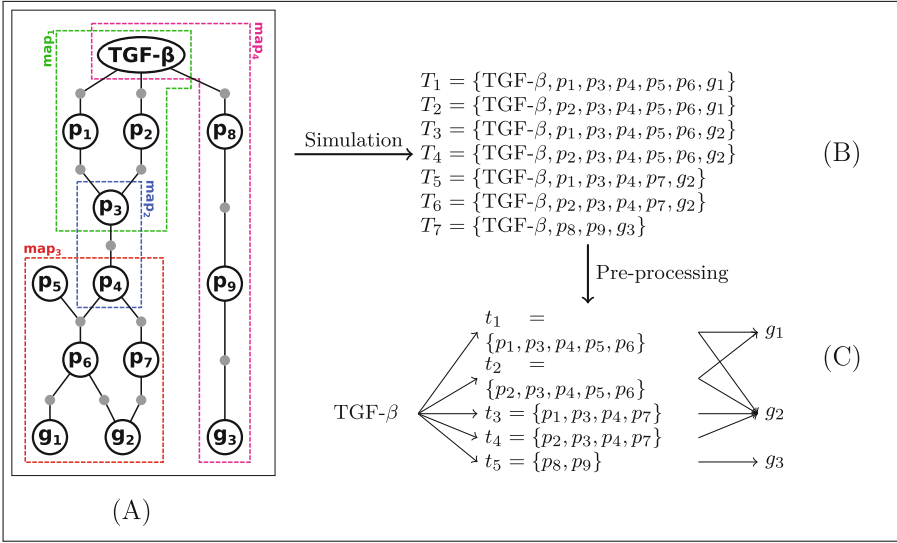 map₁
map₄
TGF-β
p₁
p₂
p₈
p₃
map₂
map₃
p₅
p₄
p₉
p₆
p₇
g₁
g₂
g₃
(A)
Simulation
T₁ = {TGF-β, p₁, p₃, p₄, p₅, p₆, g₁}
T₂ = {TGF-β, p₂, p₃, p₄, p₅, p₆, g₁}
T₃ = {TGF-β, p₁, p₃, p₄, p₅, p₆, g₂}
T₄ = {TGF-β, p₂, p₃, p₄, p₅, p₆, g₂}
T₅ = {TGF-β, p₁, p₃, p₄, p₇, g₂}
T₆ = {TGF-β, p₂, p₃, p₄, p₇, g₂}
T₇ = {TGF-β, p₈, p₉, g₃}
(B)
Pre-processing
TGF-β
t₁ =
{p₁, p₃, p₄, p₅, p₆}
t₂ =
{p₂, p₃, p₄, p₅, p₆}
t₃ = {p₁, p₃, p₄, p₇}
t₄ = {p₂, p₃, p₄, p₇}
t₅ = {p₈, p₉}
g₁
g₂
g₃
(C)